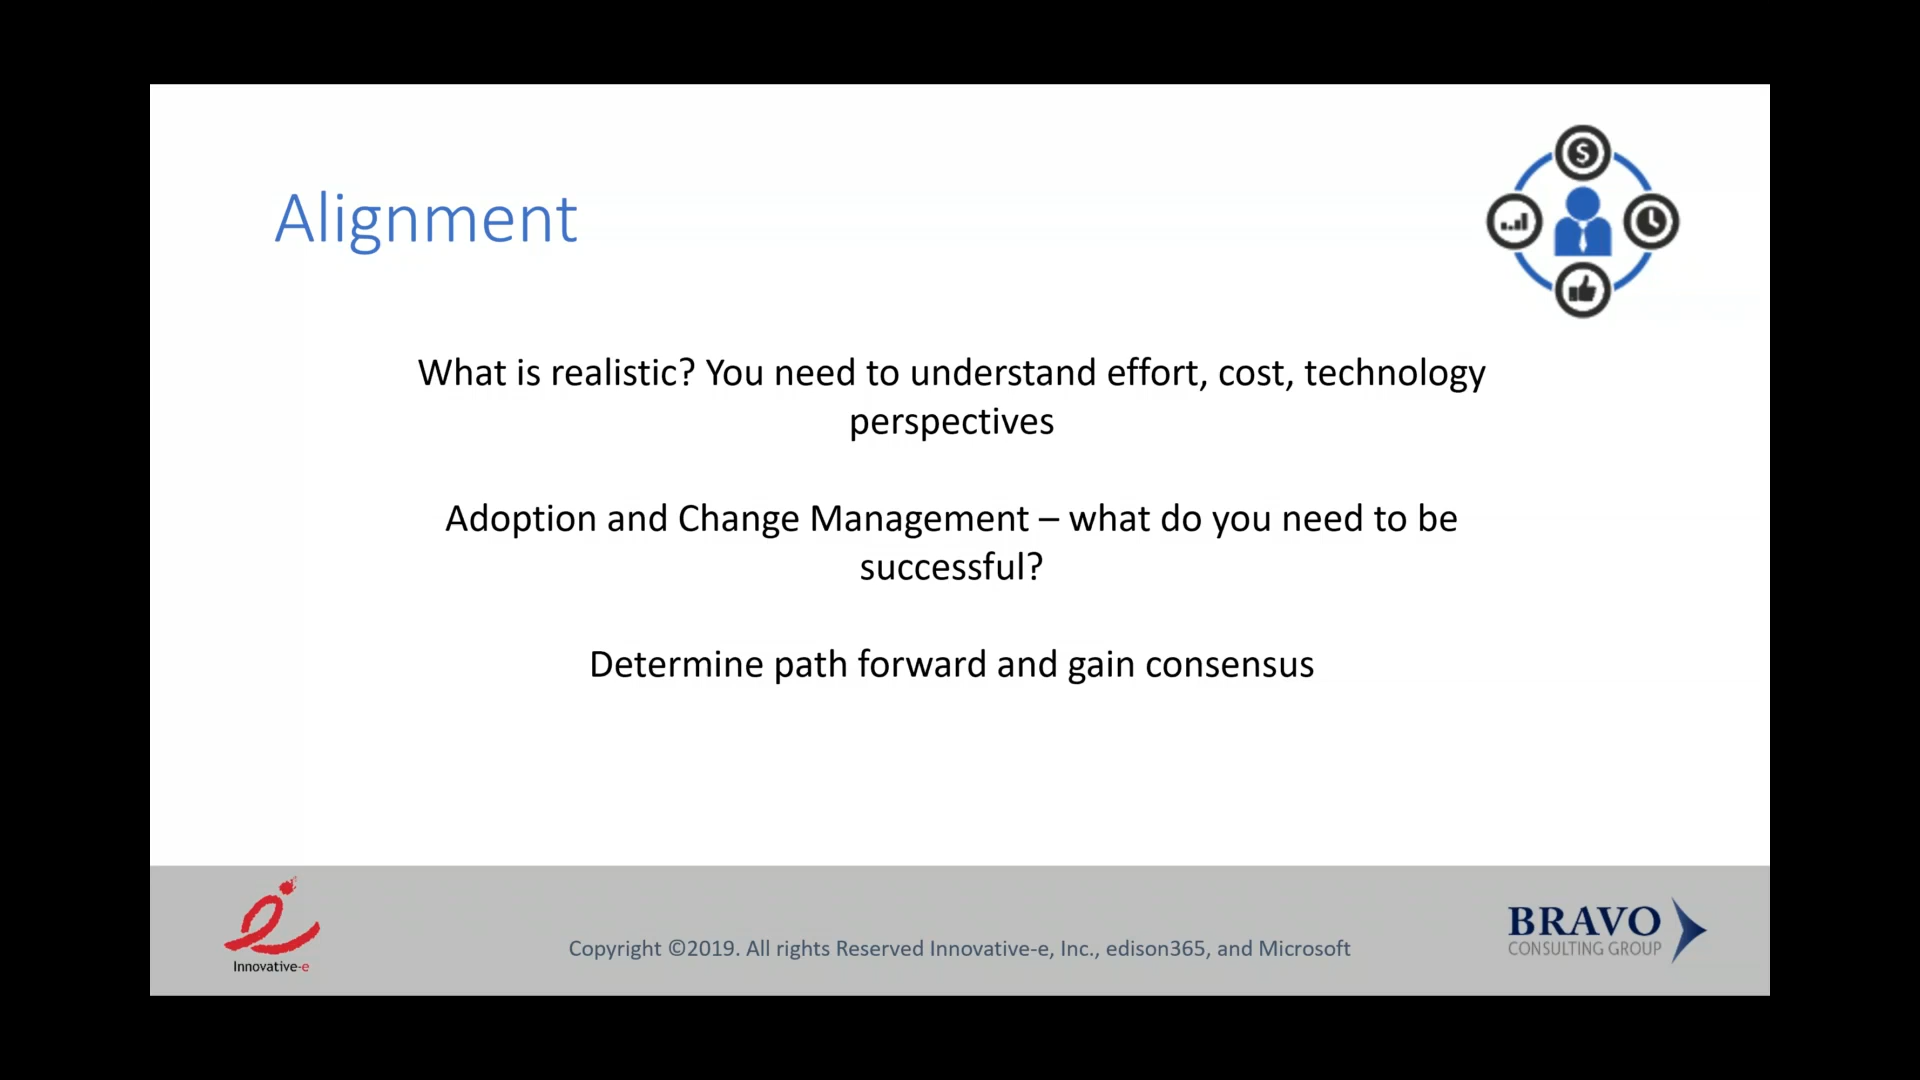 Alignment
What is realistic? You need to understand effort, cost, technology
perspectives
Adoption and Change Management – what do you need to be
successful?
Determine path forward and gain consensus
Innovative-e
Copyright ©2019. All rights Reserved Innovative-e, Inc., edison365, and Microsoft
BRAVO
CONSULTING GROUP